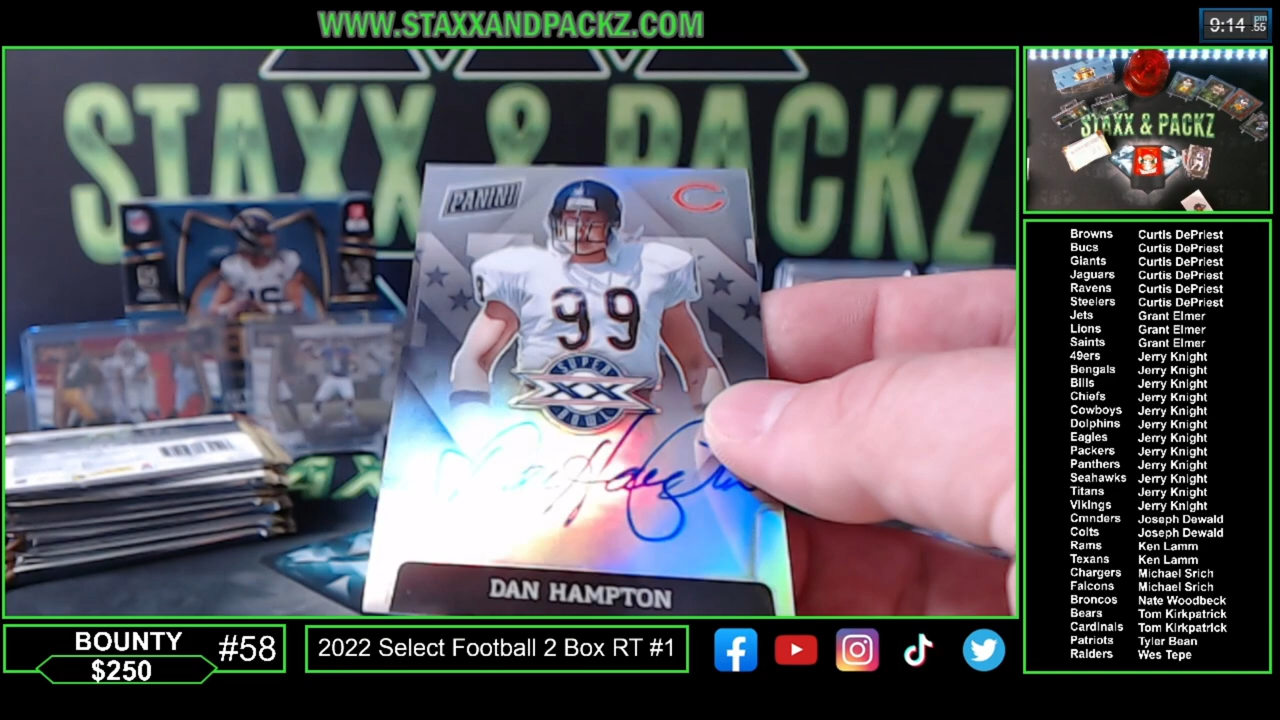 WWW.STAXXANDPACKZ.COM
9:14 pm
.55
STAXX & PACKZ
PANINI
C
99
SUPER
XX
BOWL
Dan Hampton
DAN HAMPTON
STAXX & PACKZ
Browns Curtis DePriest
Bucs Curtis DePriest
Giants Curtis DePriest
Jaguars Curtis DePriest
Ravens Curtis DePriest
Steelers Curtis DePriest
Jets Grant Elmer
Lions Grant Elmer
Saints Grant Elmer
49ers Jerry Knight
Bengals Jerry Knight
Bills Jerry Knight
Chiefs Jerry Knight
Cowboys Jerry Knight
Dolphins Jerry Knight
Eagles Jerry Knight
Packers Jerry Knight
Panthers Jerry Knight
Seahawks Jerry Knight
Titans Jerry Knight
Vikings Jerry Knight
Cmnders Joseph Dewald
Colts Joseph Dewald
Rams Ken Lamm
Texans Ken Lamm
Chargers Michael Srich
Falcons Michael Srich
Broncos Nate Woodbeck
Bears Tom Kirkpatrick
Cardinals Tom Kirkpatrick
Patriots Tyler Bean
Raiders Wes Tepe
BOUNTY
$250
#58
2022 Select Football 2 Box RT #1